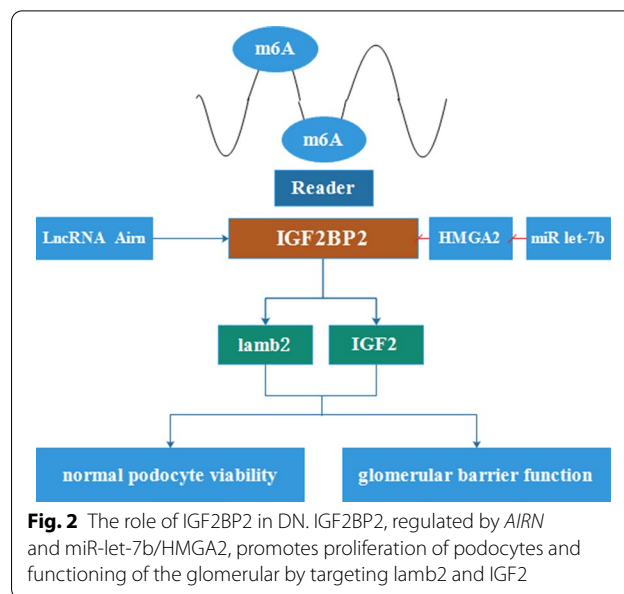 m6A
m6A
Reader
LncRNA Airn
IGF2BP2
HMGA2
miR let-7b
lamb2
IGF2
normal podocyte viability
glomerular barrier function
Fig. 2 The role of IGF2BP2 in DN. IGF2BP2, regulated by AIRN
and miR-let-7b/HMGA2, promotes proliferation of podocytes and
functioning of the glomerular by targeting lamb2 and IGF2